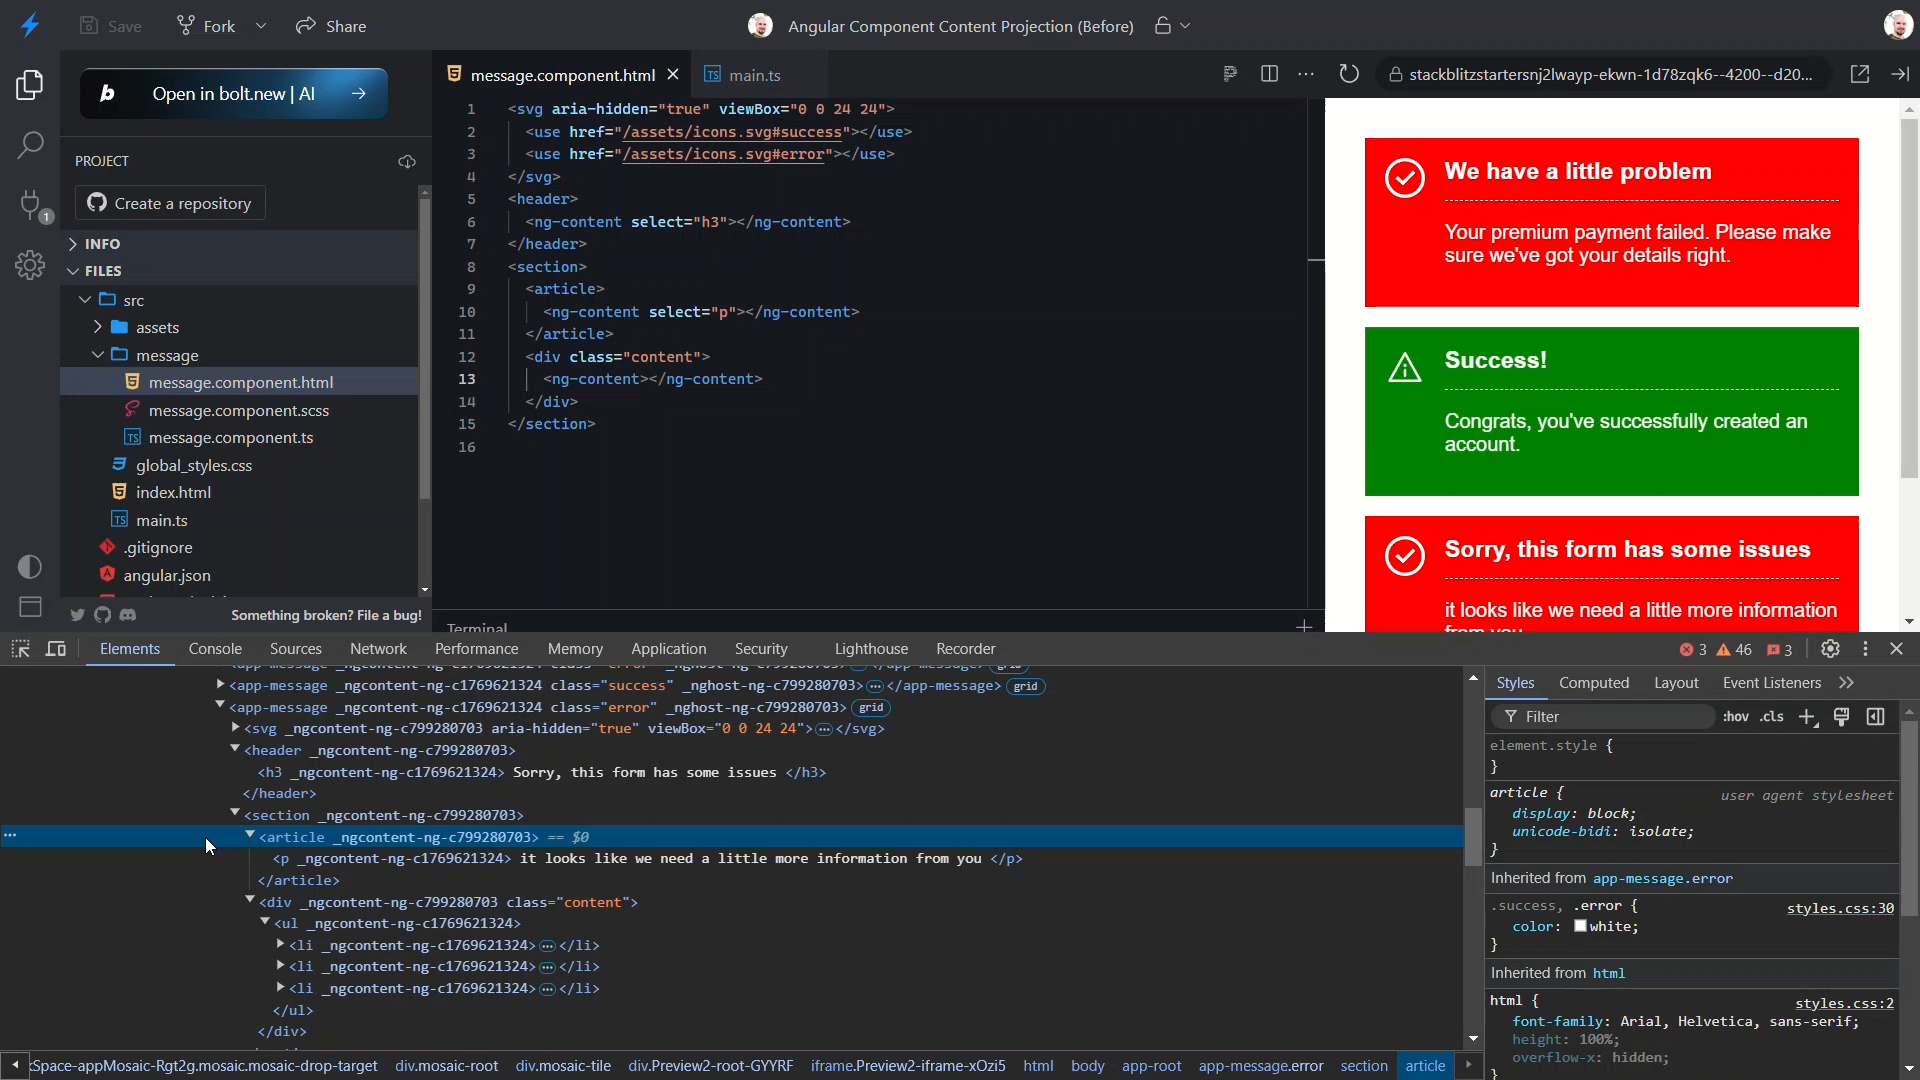 Save
Fork
Share
Angular Component Content Projection (Before)
b Open in bolt.new | AI
PROJECT
Create a repository
1
INFO
FILES
src
assets
message
message.component.html
message.component.scss
message.component.ts
global_styles.css
index.html
main.ts
.gitignore
angular.json
Something broken? File a bug!
message.component.html
main.ts
1 <svg aria-hidden="true" viewBox="0 0 24 24">
2 <use href="/assets/icons.svg#success"></use>
3 <use href="/assets/icons.svg#error"></use>
4 </svg>
5 <header>
6 <ng-content select="h3"></ng-content>
7 </header>
8 <section>
9 <article>
10 <ng-content select="p"></ng-content>
11 </article>
12 <div class="content">
13 <ng-content></ng-content>
14 </div>
15 </section>
16
Terminal
stackblitzstartersnj2lwayp-ekwn-1d78zqk6--4200--d20...
We have a little problem
Your premium payment failed. Please make
sure we've got your details right.
Success!
Congrats, you've successfully created an
account.
Sorry, this form has some issues
it looks like we need a little more information
from you
Elements Console Sources Network Performance Memory Application Security Lighthouse Recorder
3 46 3
<app-message _ngcontent-ng-c1769621324 class="success" _nghost-ng-c799280703> </app-message> grid
<app-message _ngcontent-ng-c1769621324 class="error" _nghost-ng-c799280703> grid
<svg _ngcontent-ng-c799280703 aria-hidden="true" viewBox="0 0 24 24"> </svg>
<header _ngcontent-ng-c799280703>
<h3 _ngcontent-ng-c1769621324> Sorry, this form has some issues </h3>
</header>
<section _ngcontent-ng-c799280703>
<article _ngcontent-ng-c799280703> == $0
<p _ngcontent-ng-c1769621324> it looks like we need a little more information from you </p>
</article>
<div _ngcontent-ng-c799280703 class="content">
<ul _ngcontent-ng-c1769621324>
<li _ngcontent-ng-c1769621324> </li>
<li _ngcontent-ng-c1769621324> </li>
<li _ngcontent-ng-c1769621324> </li>
</ul>
</div>
:Space-appMosaic-Rgt2g.mosaic.mosaic-drop-target div.mosaic-root div.mosaic-tile div.Preview2-root-GYYRF iframe.Preview2-iframe-xOzi5 html body app-root app-message.error section article
Styles Computed Layout Event Listeners
Filter :hov .cls
element.style {
}
article { user agent stylesheet
display: block;
unicode-bidi: isolate;
}
Inherited from app-message.error
.success, .error { styles.css:30
color: white;
}
Inherited from html
html { styles.css:2
font-family: Arial, Helvetica, sans-serif;
height: 100%;
overflow-x: hidden;
}